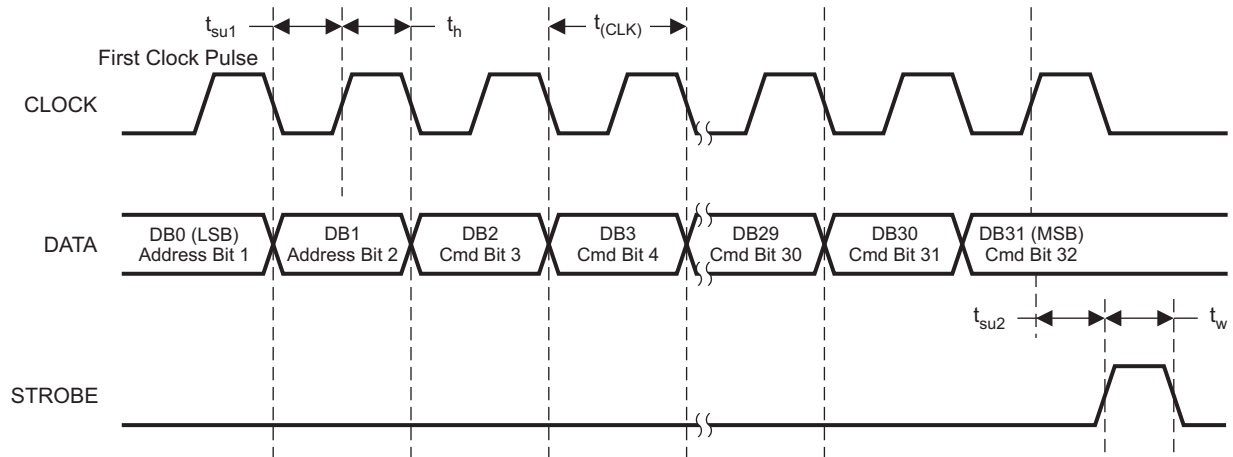 t_su1
t_h
t_(CLK)
First Clock Pulse
CLOCK
DATA
DB0 (LSB)
Address Bit 1
DB1
Address Bit 2
DB2
Cmd Bit 3
DB3
Cmd Bit 4
DB29
Cmd Bit 30
DB30
Cmd Bit 31
DB31 (MSB)
Cmd Bit 32
t_su2
t_w
STROBE